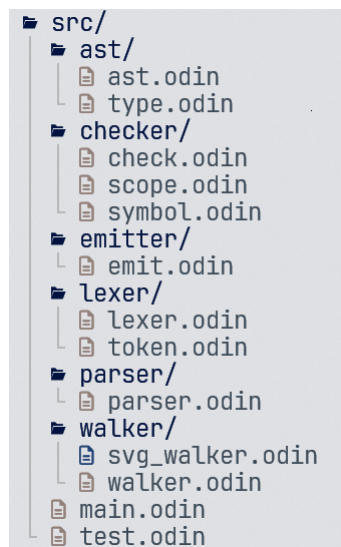 src/
ast/
ast.odin
type.odin
checker/
check.odin
scope.odin
symbol.odin
emitter/
emit.odin
lexer/
lexer.odin
token.odin
parser/
parser.odin
walker/
svg_walker.odin
walker.odin
main.odin
test.odin